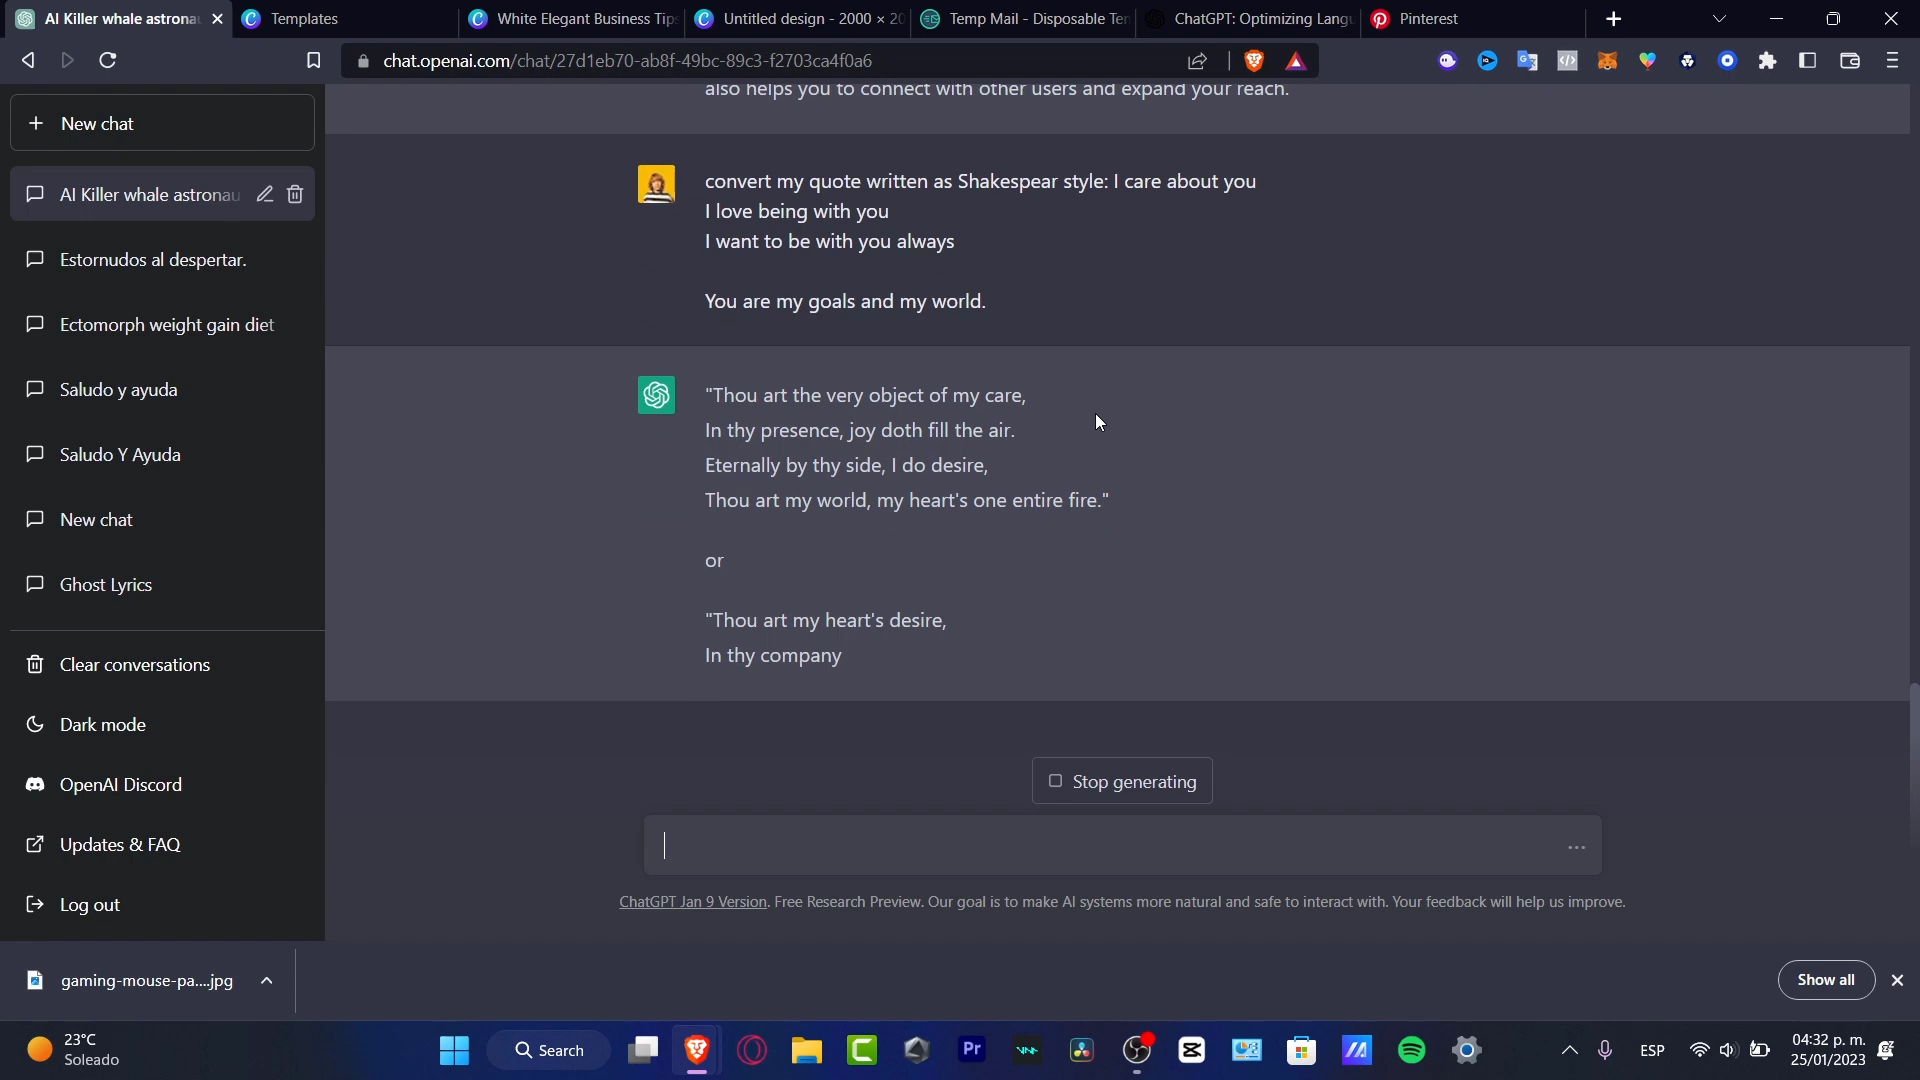 AI Killer whale astrona
Templates
White Elegant Business Tips
Untitled design - 2000 × 20
Temp Mail - Disposable Ten
ChatGPT: Optimizing Langu
Pinterest
chat.openai.com/chat/27d1eb70-ab8f-49bc-89c3-f2703ca4f0a6
New chat
AI Killer whale astronau
Estornudos al despertar.
Ectomorph weight gain diet
Saludo y ayuda
Saludo Y Ayuda
New chat
Ghost Lyrics
Clear conversations
Dark mode
OpenAI Discord
Updates & FAQ
Log out
also helps you to connect with other users and expand your reach.
convert my quote written as Shakespear style: I care about you
I love being with you
I want to be with you always
You are my goals and my world.
"Thou art the very object of my care,
In thy presence, joy doth fill the air.
Eternally by thy side, I do desire,
Thou art my world, my heart's one entire fire."
or
"Thou art my heart's desire,
In thy company
Stop generating
ChatGPT Jan 9 Version. Free Research Preview. Our goal is to make AI systems more natural and safe to interact with. Your feedback will help us improve.
gaming-mouse-pa....jpg
Show all
23°C
Soleado
Search
Pr
ESP
04:32 p. m.
25/01/2023